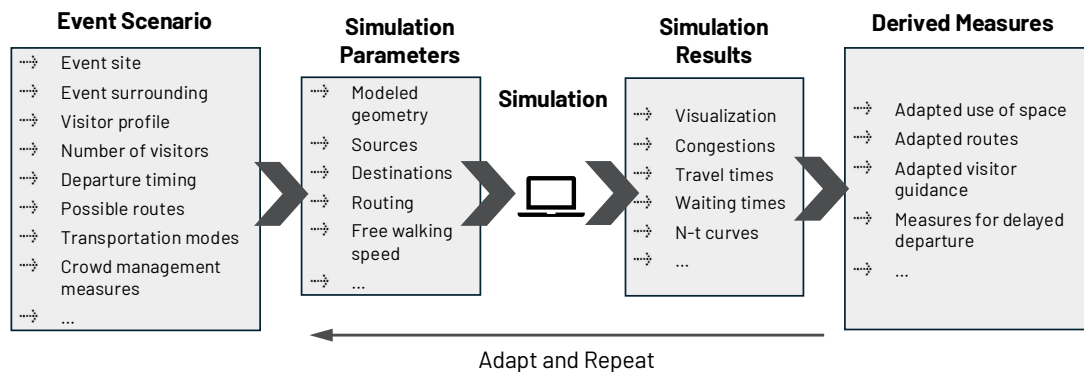 Event Scenario
Event site
Event surrounding
Visitor profile
Number of visitors
Departure timing
Possible routes
Transportation modes
Crowd management
measures
...
Simulation
Parameters
Modeled
geometry
Sources
Destinations
Routing
Free walking
speed
...
Simulation
Simulation
Results
Visualization
Congestions
Travel times
Waiting times
N-t curves
...
Derived Measures
Adapted use of space
Adapted routes
Adapted visitor
guidance
Measures for delayed
departure
...
Adapt and Repeat